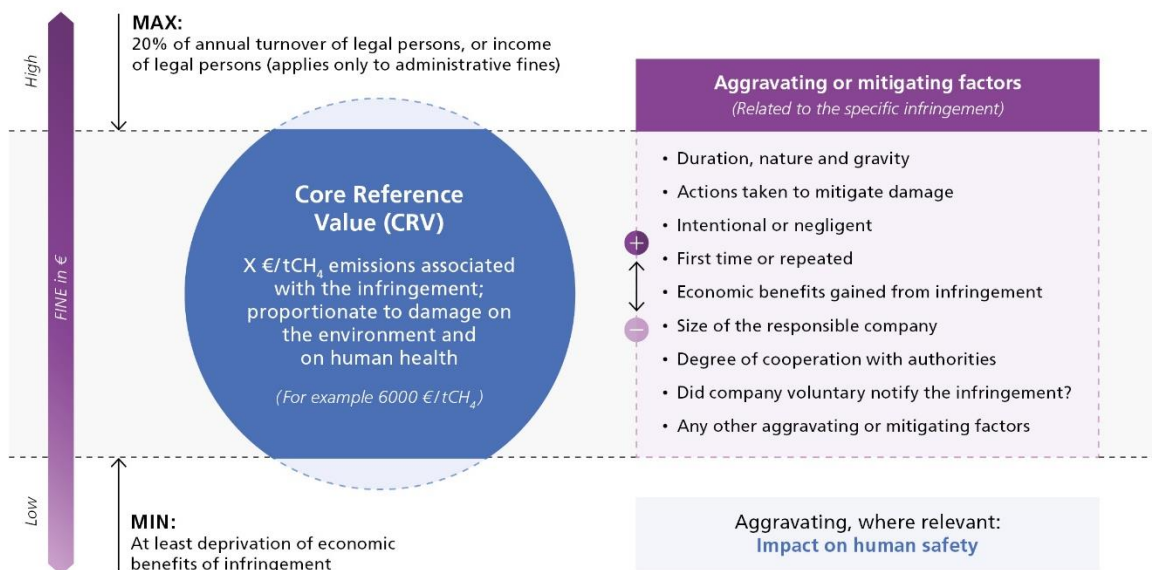 High
FINE in €
Low
MAX:
20% of annual turnover of legal persons, or income
of legal persons (applies only to administrative fines)
Core Reference
Value (CRV)
X €/tCH₄ emissions associated
with the infringement;
proportionate to damage on
the environment and
on human health
(For example 6000 €/tCH₄)
MIN:
At least deprivation of economic
benefits of infringement
Aggravating or mitigating factors
(Related to the specific infringement)
+
−
• Duration, nature and gravity
• Actions taken to mitigate damage
• Intentional or negligent
• First time or repeated
• Economic benefits gained from infringement
• Size of the responsible company
• Degree of cooperation with authorities
• Did company voluntary notify the infringement?
• Any other aggravating or mitigating factors
Aggravating, where relevant:
Impact on human safety